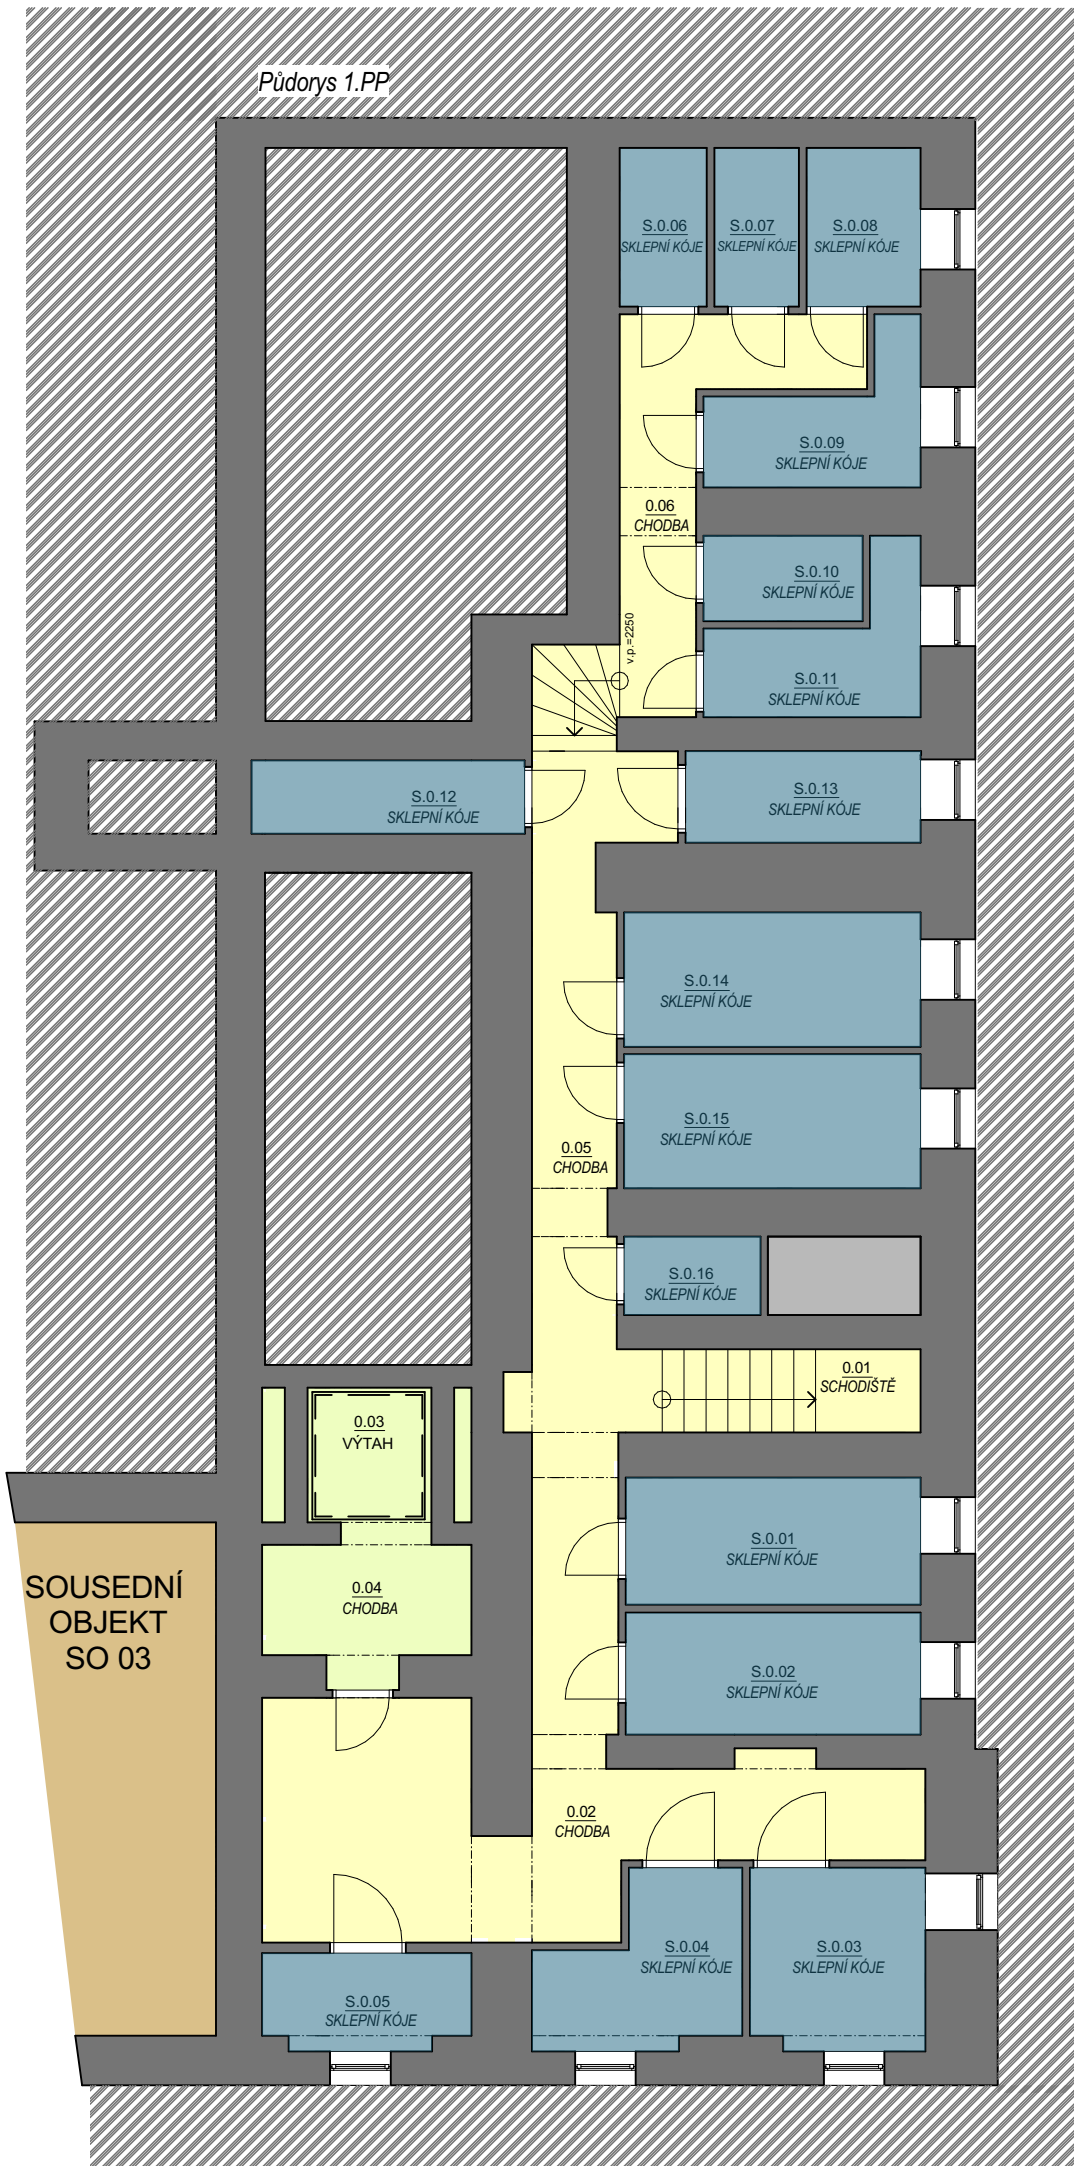 Půdorys 1.PP
S.0.06
SKLEPNÍ KÓJE
S.0.07
SKLEPNÍ KÓJE
S.0.08
SKLEPNÍ KÓJE
S.0.09
SKLEPNÍ KÓJE
0.06
CHODBA
S.0.10
SKLEPNÍ KÓJE
v.p.=2250
S.0.11
SKLEPNÍ KÓJE
S.0.12
SKLEPNÍ KÓJE
S.0.13
SKLEPNÍ KÓJE
S.0.14
SKLEPNÍ KÓJE
S.0.15
SKLEPNÍ KÓJE
0.05
CHODBA
S.0.16
SKLEPNÍ KÓJE
0.01
SCHODIŠTĚ
0.03
VÝTAH
S.0.01
SKLEPNÍ KÓJE
0.04
CHODBA
SOUSEDNÍ
OBJEKT
SO 03
S.0.02
SKLEPNÍ KÓJE
0.02
CHODBA
S.0.04
SKLEPNÍ KÓJE
S.0.03
SKLEPNÍ KÓJE
S.0.05
SKLEPNÍ KÓJE